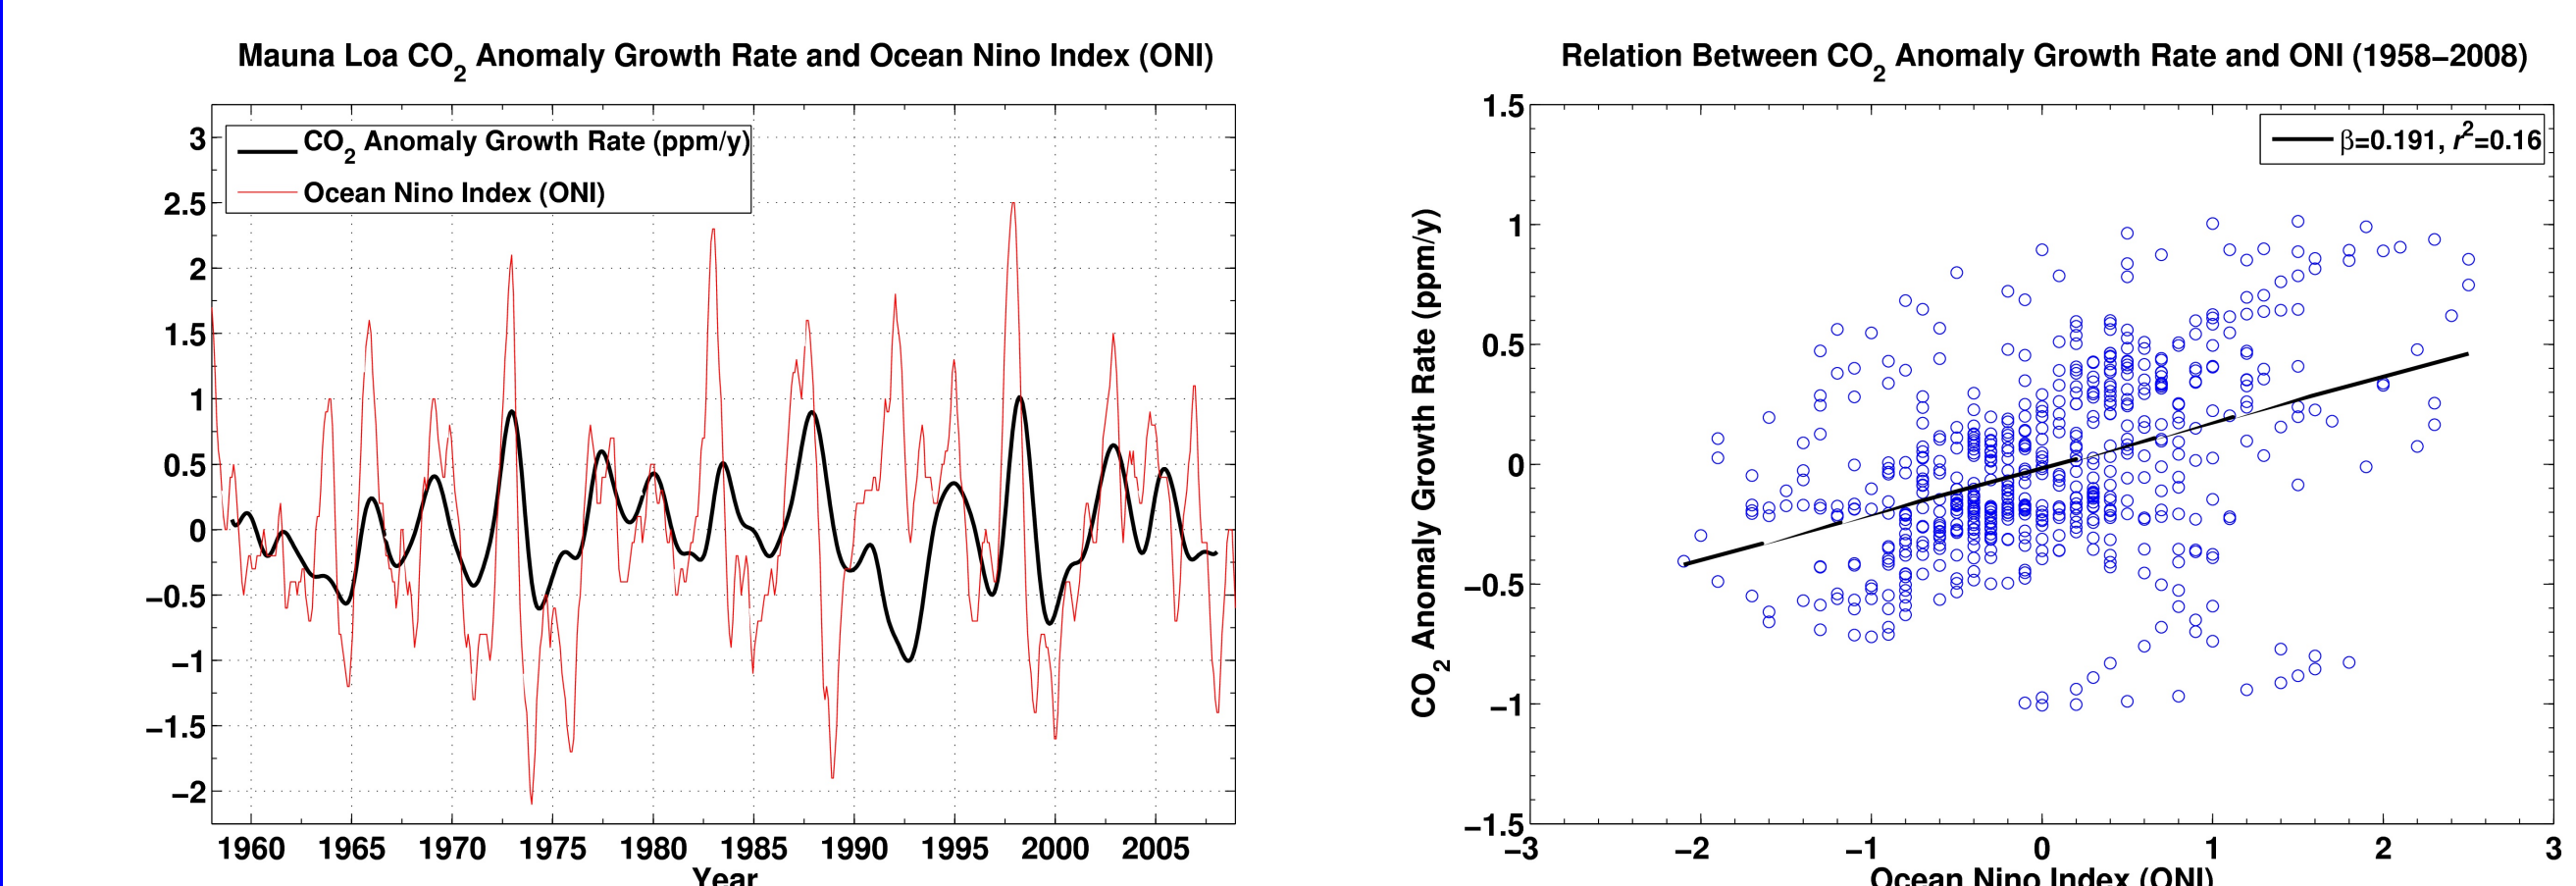 Mauna Loa CO2 Anomaly Growth Rate and Ocean Nino Index (ONI)
CO2 Anomaly Growth Rate (ppm/y)
Ocean Nino Index (ONI)
3
2.5
2
1.5
1
0.5
0
−0.5
−1
−1.5
−2
1960 1965 1970 1975 1980 1985 1990 1995 2000 2005
Year
Relation Between CO2 Anomaly Growth Rate and ONI (1958−2008)
β=0.191, r2=0.16
CO2 Anomaly Growth Rate (ppm/y)
1.5
1
0.5
0
−0.5
−1
−1.5
−3 −2 −1 0 1 2 3
Ocean Nino Index (ONI)